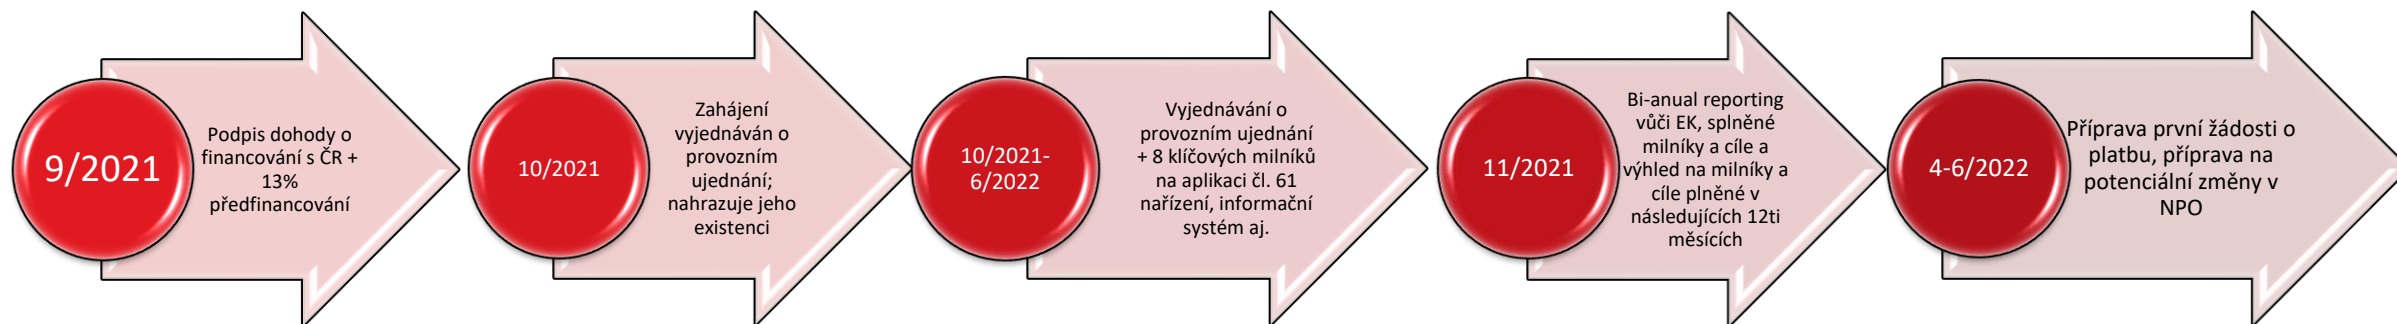 9/2021
Podpis dohody o
financování s ČR +
13%
předfinancování
10/2021
Zahájení
vyjednáván o
provozním
ujednání;
nahrazuje jeho
existenci
10/2021-
6/2022
Vyjednávání o
provozním ujednání
+ 8 klíčových milníků
na aplikaci čl. 61
nařízení, informační
systém aj.
11/2021
Bi-anual reporting
vůči EK, splněné
milníky a cíle a
výhled na milníky a
cíle plněné v
následujících 12ti
měsících
4-6/2022
Příprava první žádosti o
platbu, příprava na
potenciální změny v
NPO